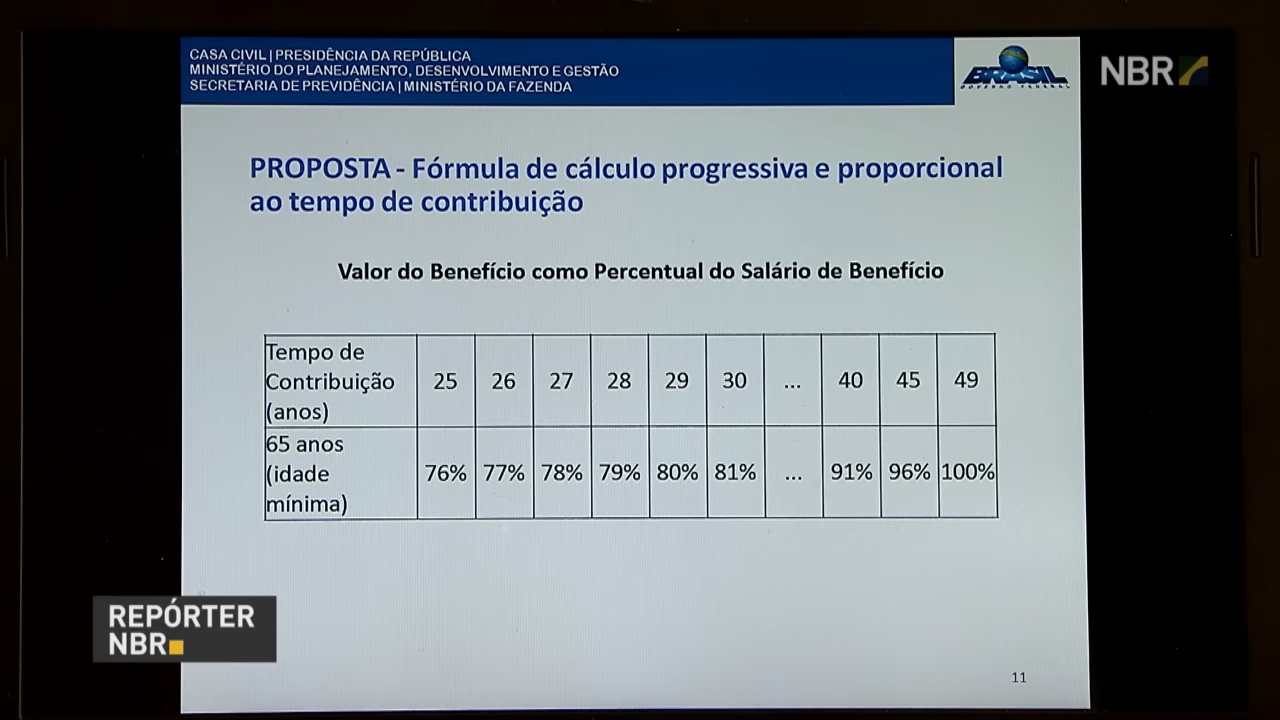 CASA CIVIL | PRESIDÊNCIA DA REPÚBLICA
MINISTÉRIO DO PLANEJAMENTO, DESENVOLVIMENTO E GESTÃO
SECRETARIA DE PREVIDÊNCIA | MINISTÉRIO DA FAZENDA
BRASIL
GOVERNO FEDERAL
NBR
PROPOSTA - Fórmula de cálculo progressiva e proporcional
ao tempo de contribuição
Valor do Benefício como Percentual do Salário de Benefício
Tempo de
Contribuição
(anos)
25 26 27 28 29 30 ... 40 45 49
65 anos
(idade
mínima)
76% 77% 78% 79% 80% 81% ... 91% 96% 100%
REPÓRTER
NBR
11